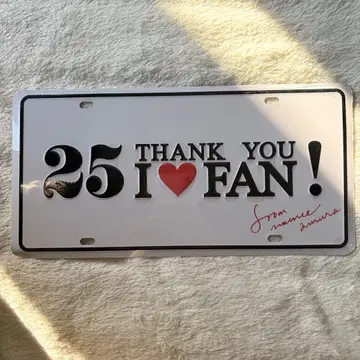 25 THANK YOU
I❤FAN!
from
namie
amuro